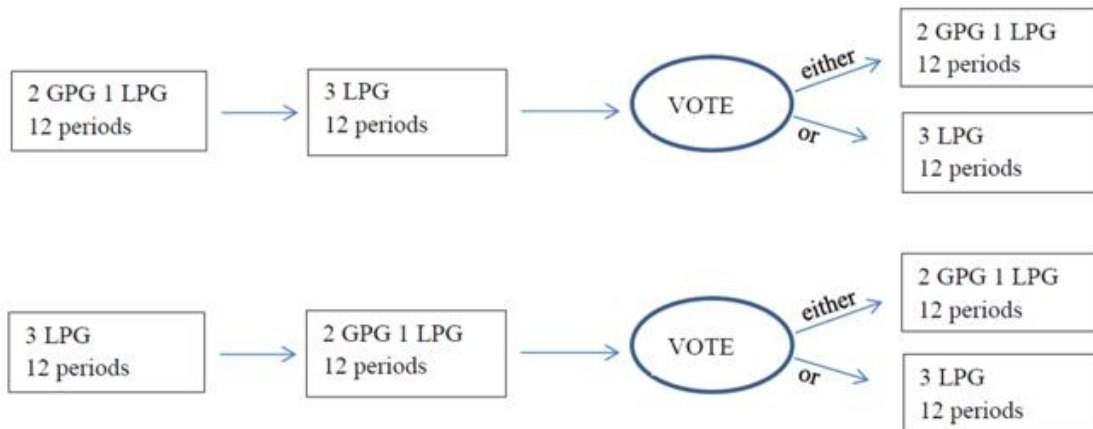 2 GPG 1 LPG
12 periods
3 LPG
12 periods
VOTE
either
or
2 GPG 1 LPG
12 periods
3 LPG
12 periods
3 LPG
12 periods
2 GPG 1 LPG
12 periods
VOTE
either
or
2 GPG 1 LPG
12 periods
3 LPG
12 periods